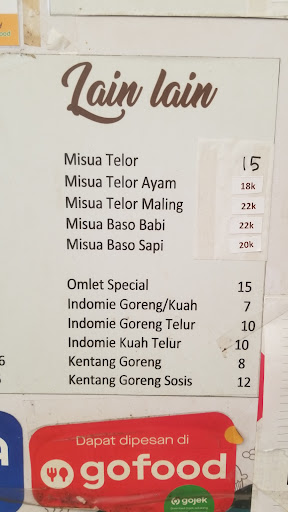 Lain lain
Misua Telor 15
Misua Telor Ayam 18k
Misua Telor Maling 22k
Misua Baso Babi 22k
Misua Baso Sapi 20k
Omlet Special 15
Indomie Goreng/Kuah 7
Indomie Goreng Telur 10
Indomie Kuah Telur 10
Kentang Goreng 8
Kentang Goreng Sosis 12
6
Dapat dipesan di
gofood
gojek